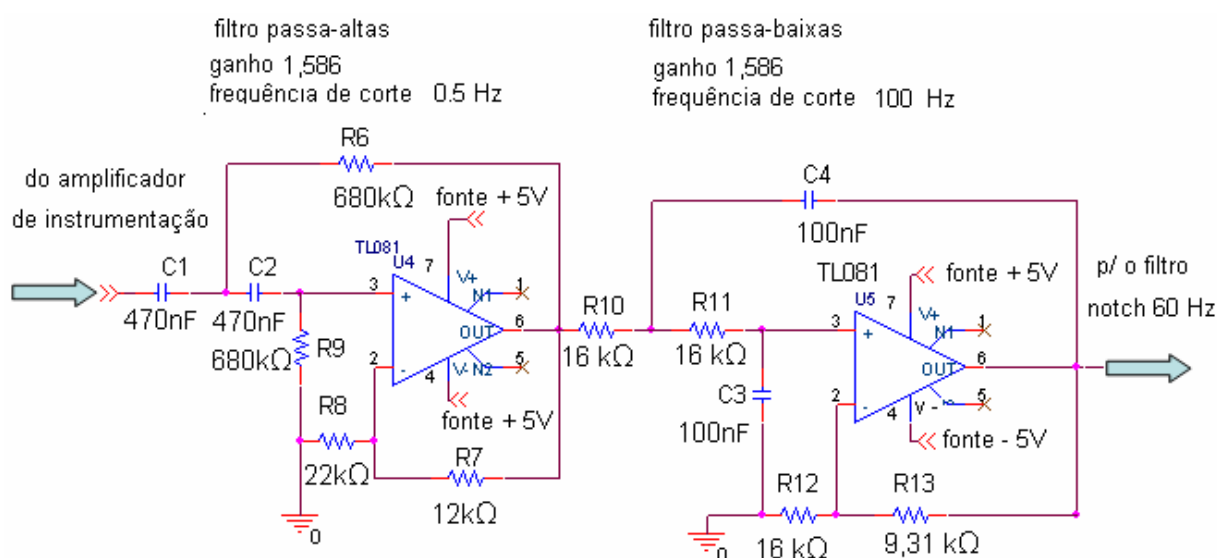 filtro passa-altas
ganho 1,586
frequência de corte 0.5 Hz
filtro passa-baixas
ganho 1,586
frequência de corte 100 Hz
do amplificador
de instrumentação
R6
680kΩ
fonte + 5V
TL081
U4
7
V+
N1
1
C1
470nF
C2
470nF
3
+
OUT
6
680kΩ
R9
2
-
V-
N2
5
4
fonte + 5V
R8
22kΩ
R7
12kΩ
0
C4
100nF
R10
16 kΩ
R11
16 kΩ
TL081
U5
fonte + 5V
7
V+
N1
1
3
+
OUT
6
C3
100nF
2
-
4
V -
5
fonte - 5V
R12
16 kΩ
R13
9,31 kΩ
0
p/ o filtro
notch 60 Hz